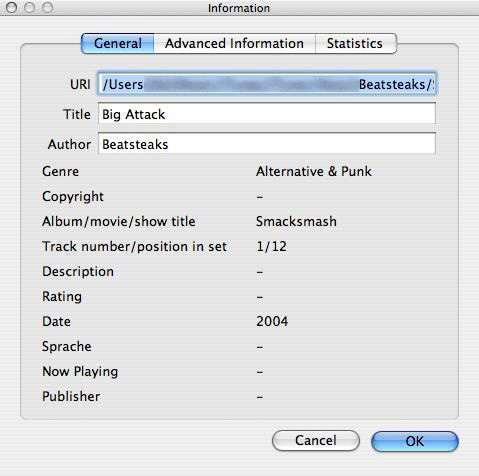 Information
General Advanced Information Statistics
URI /Users Beatsteaks/
Title Big Attack
Author Beatsteaks
Genre Alternative & Punk
Copyright –
Album/movie/show title Smacksmash
Track number/position in set 1/12
Description –
Rating –
Date 2004
Sprache –
Now Playing –
Publisher –
Cancel OK